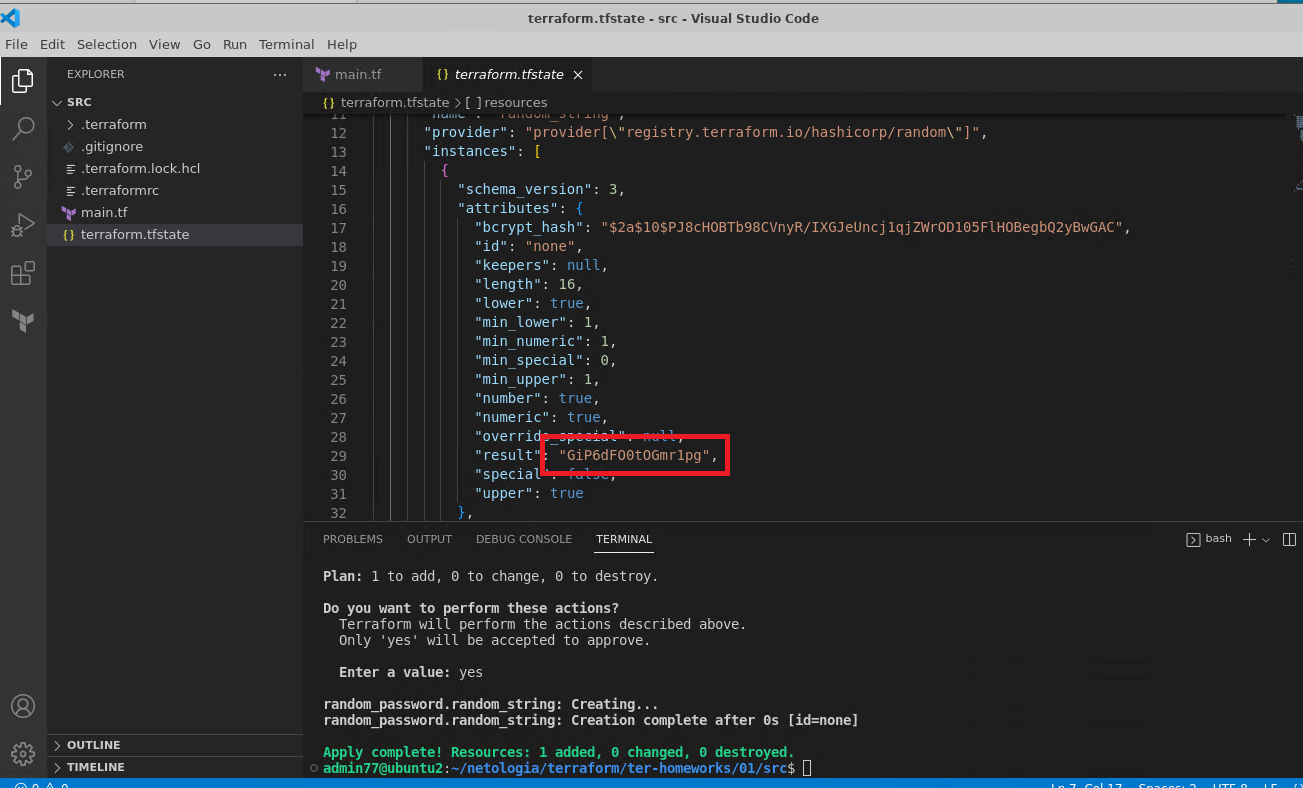 terraform.tfstate - src - Visual Studio Code
File Edit Selection View Go Run Terminal Help
EXPLORER ...
SRC
.terraform
.gitignore
.terraform.lock.hcl
.terraformrc
main.tf
terraform.tfstate
OUTLINE
TIMELINE
main.tf
{} terraform.tfstate ×
{} terraform.tfstate > [ ] resources
11 "name": "random_string",
12 "provider": "provider[\"registry.terraform.io/hashicorp/random\"]",
13 "instances": [
14 {
15 "schema_version": 3,
16 "attributes": {
17 "bcrypt_hash": "$2a$10$PJ8cHOBTb98CVnyR/IXGJeUncj1qjZWrOD105FlHOBegbQ2yBwGAC",
18 "id": "none",
19 "keepers": null,
20 "length": 16,
21 "lower": true,
22 "min_lower": 1,
23 "min_numeric": 1,
24 "min_special": 0,
25 "min_upper": 1,
26 "number": true,
27 "numeric": true,
28 "override_special": null,
29 "result": "GiP6dFO0tOGmr1pg",
30 "special": false,
31 "upper": true
32 },
PROBLEMS OUTPUT DEBUG CONSOLE TERMINAL
bash
Plan: 1 to add, 0 to change, 0 to destroy.
Do you want to perform these actions?
Terraform will perform the actions described above.
Only 'yes' will be accepted to approve.
Enter a value: yes
random_password.random_string: Creating...
random_password.random_string: Creation complete after 0s [id=none]
Apply complete! Resources: 1 added, 0 changed, 0 destroyed.
admin77@ubuntu2:~/netologia/terraform/ter-homeworks/01/src$
0 0 Ln 7, Col 17 Spaces: 2 UTF-8 LF